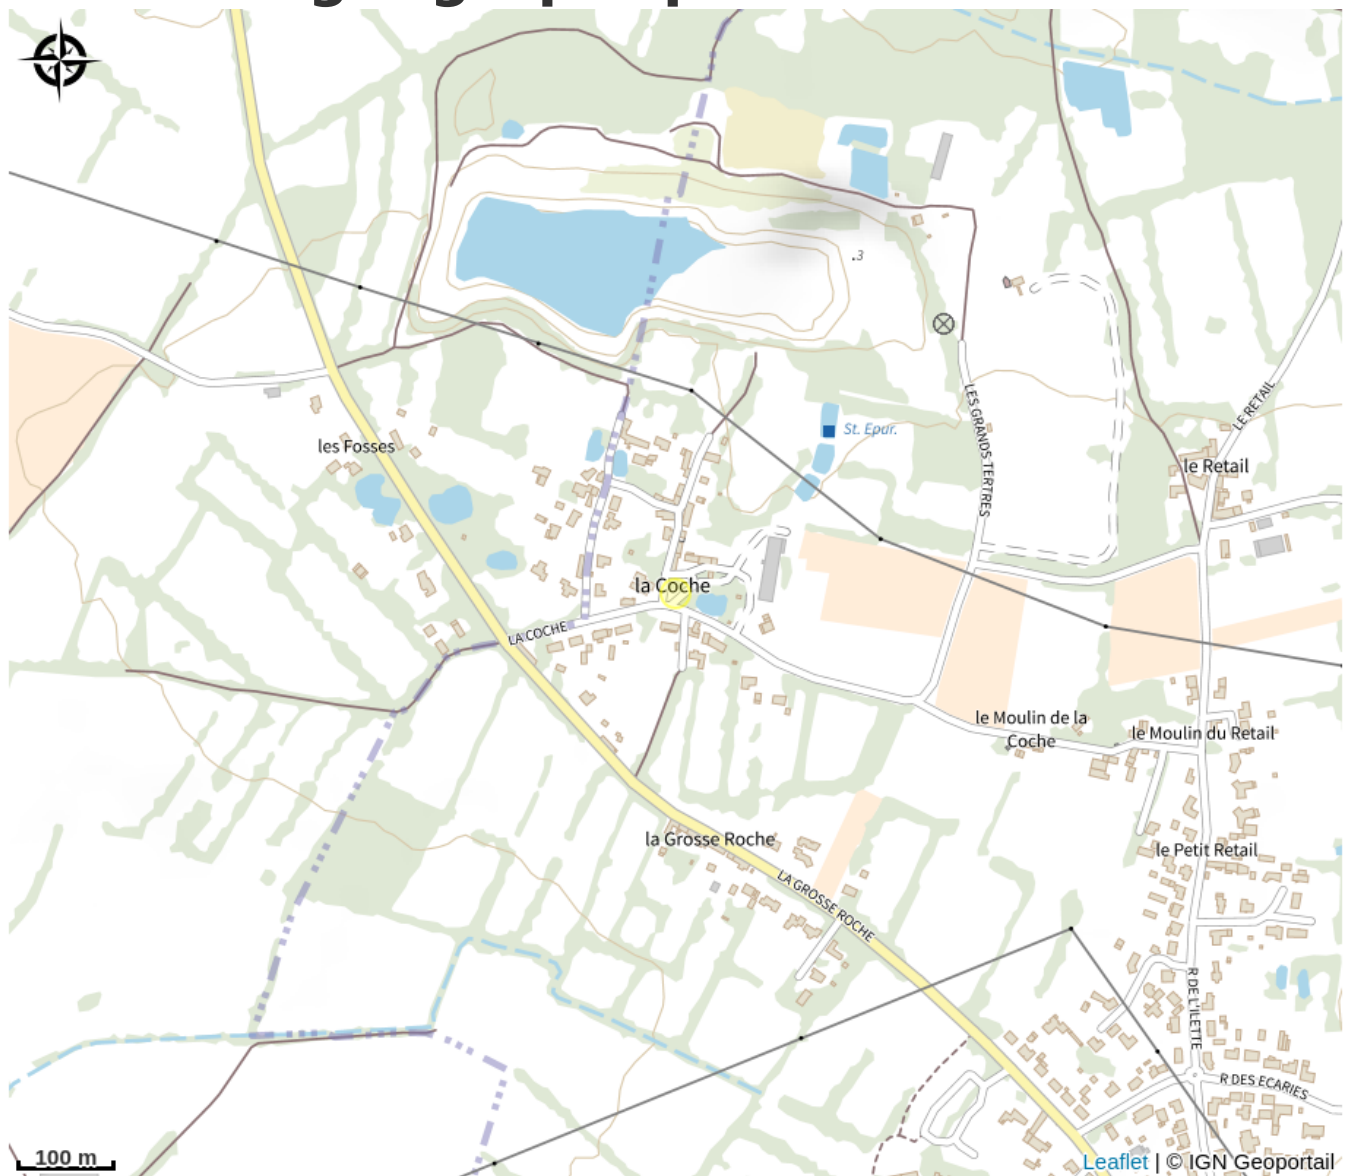 .3
LES GRANDS TERTRES
LE RETAIL
St. Epur.
les Fosses
le Retail
la Coche
LA COCHE
le Moulin de la
Coche
le Moulin du Retail
la Grosse Roche
le Petit Retail
LA GROSSE ROCHE
R DE L'ILETTE
R DES ECARIES
100 m
Leaflet | © IGN Geoportail